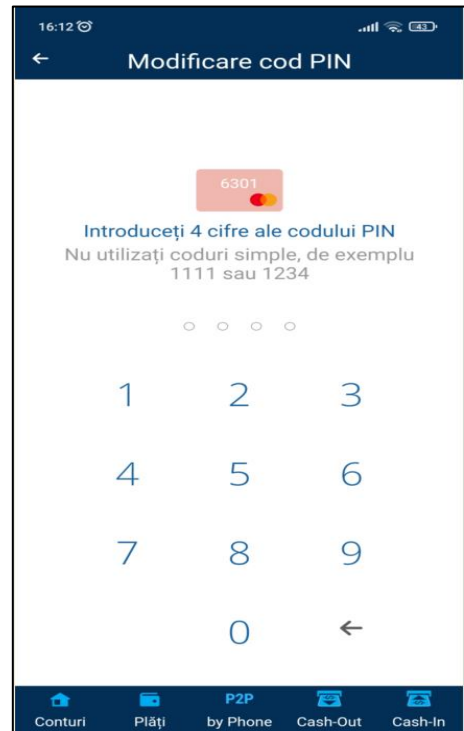 16:12
43
Modificare cod PIN
6301
Introduceți 4 cifre ale codului PIN
Nu utilizați coduri simple, de exemplu
1111 sau 1234
1 2 3
4 5 6
7 8 9
0
P2P
Conturi Plăți by Phone Cash-Out Cash-In